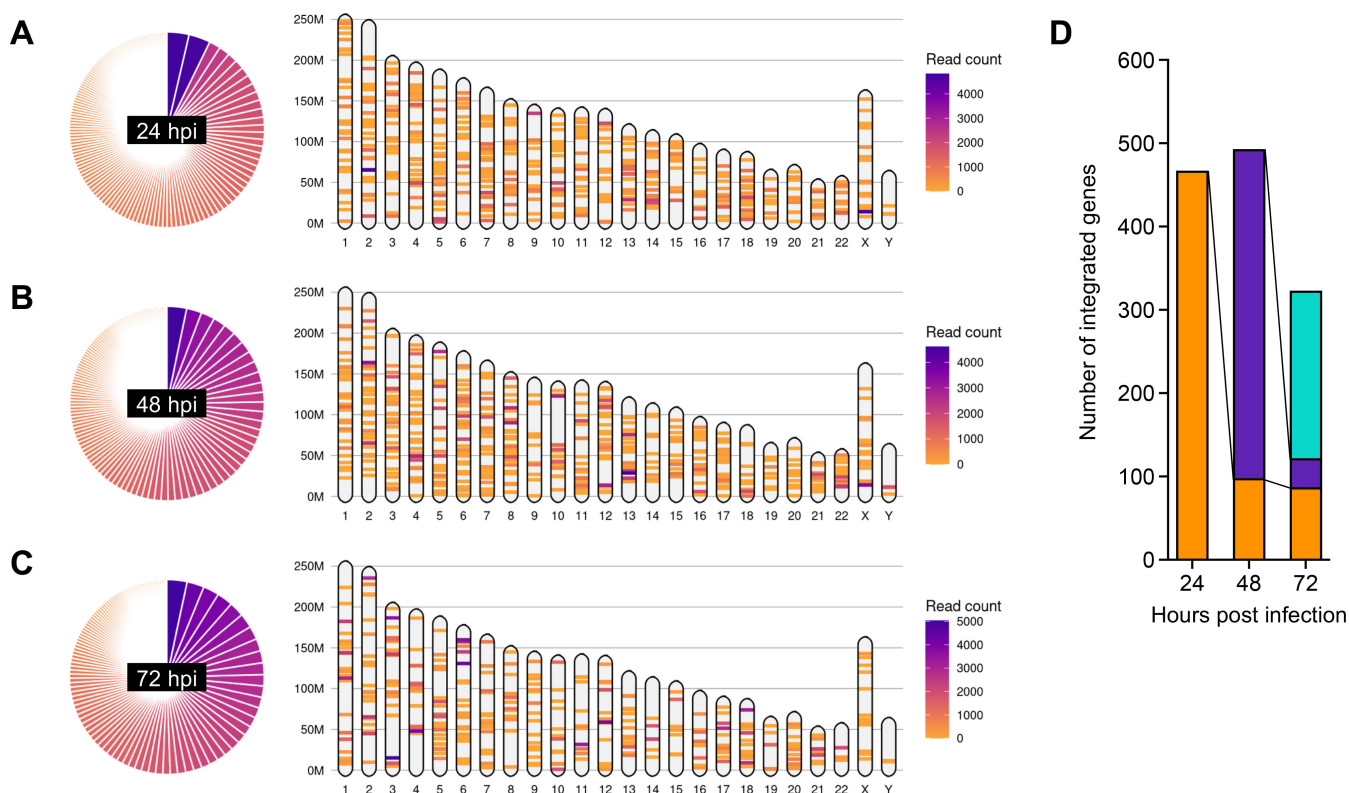 A
24 hpi
250M
200M
150M
100M
50M
0M
1 2 3 4 5 6 7 8 9 10 11 12 13 14 15 16 17 18 19 20 21 22 X Y
Read count
4000
3000
2000
1000
0
B
48 hpi
250M
200M
150M
100M
50M
0M
1 2 3 4 5 6 7 8 9 10 11 12 13 14 15 16 17 18 19 20 21 22 X Y
Read count
4000
3000
2000
1000
0
C
72 hpi
250M
200M
150M
100M
50M
0M
1 2 3 4 5 6 7 8 9 10 11 12 13 14 15 16 17 18 19 20 21 22 X Y
Read count
5000
4000
3000
2000
1000
0
D
Number of integrated genes
600
500
400
300
200
100
0
24 48 72
Hours post infection